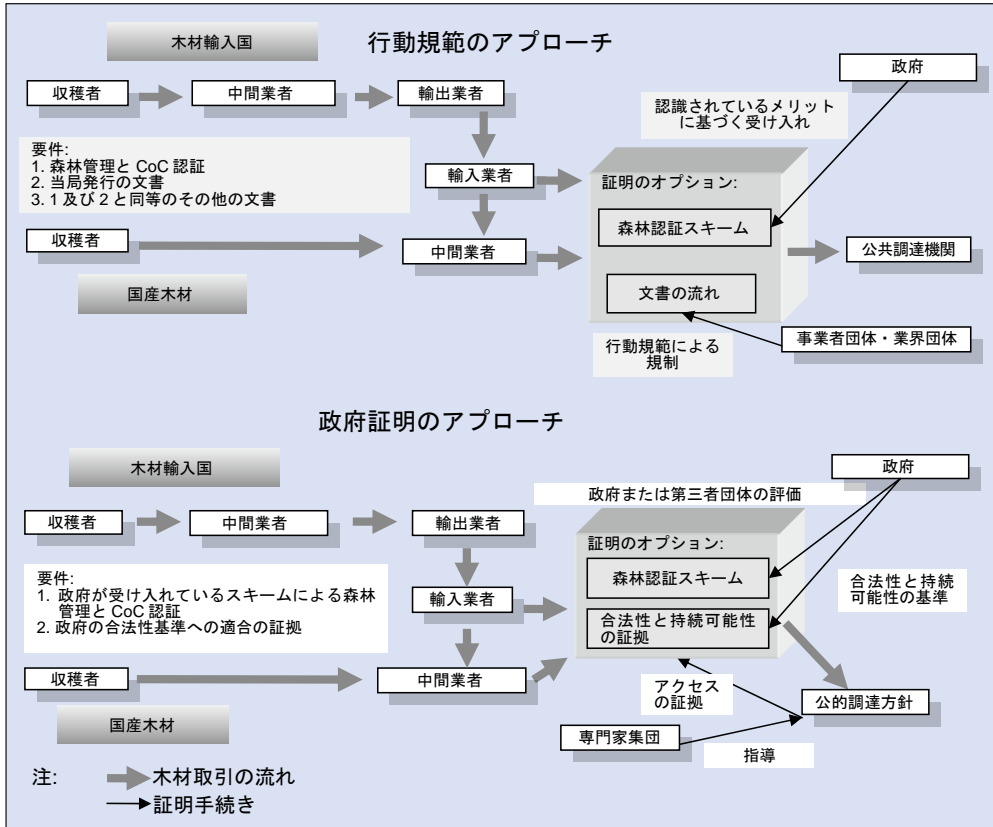 行動規範のアプローチ
木材輸入国
政府
収穫者
中間業者
輸出業者
認識されているメリット
に基づく受け入れ
要件:
1. 森林管理と CoC 認証
2. 当局発行の文書
3. 1 及び 2 と同等のその他の文書
輸入業者
証明のオプション:
森林認証スキーム
収穫者
中間業者
公共調達機関
国産木材
文書の流れ
行動規範による
規制
事業者団体・業界団体
政府証明のアプローチ
木材輸入国
政府
政府または第三者団体の評価
収穫者
中間業者
輸出業者
証明のオプション:
要件:
1. 政府が受け入れているスキームによる森林
管理と CoC 認証
2. 政府の合法性基準への適合の証拠
輸入業者
森林認証スキーム
合法性と持続可能性
の証拠
合法性と持続
可能性の基準
収穫者
中間業者
アクセス
の証拠
公的調達方針
国産木材
専門家集団
指導
注:
木材取引の流れ
証明手続き